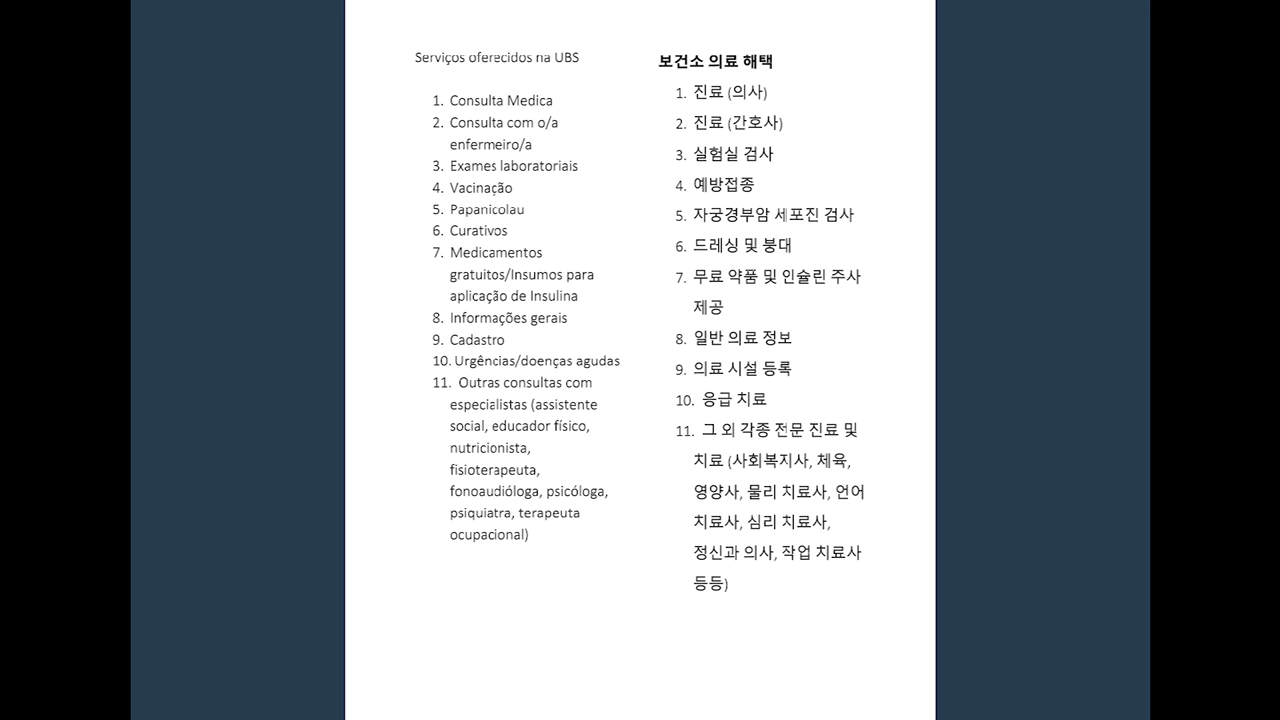 Serviços oferecidos na UBS
1. Consulta Medica
2. Consulta com o/a
enfermeiro/a
3. Exames laboratoriais
4. Vacinação
5. Papanicolau
6. Curativos
7. Medicamentos
gratuitos/Insumos para
aplicação de Insulina
8. Informações gerais
9. Cadastro
10. Urgências/doenças agudas
11. Outras consultas com
especialistas (assistente
social, educador físico,
nutricionista,
fisioterapeuta,
fonoaudióloga, psicóloga,
psiquiatra, terapeuta
ocupacional)
보건소 의료 해택
1. 진료 (의사)
2. 진료 (간호사)
3. 실험실 검사
4. 예방접종
5. 자궁경부암 세포진 검사
6. 드레싱 및 붕대
7. 무료 약품 및 인슐린 주사
제공
8. 일반 의료 정보
9. 의료 시설 등록
10. 응급 치료
11. 그 외 각종 전문 진료 및
치료 (사회복지사, 체육,
영양사, 물리 치료사, 언어
치료사, 심리 치료사,
정신과 의사, 작업 치료사
등등)